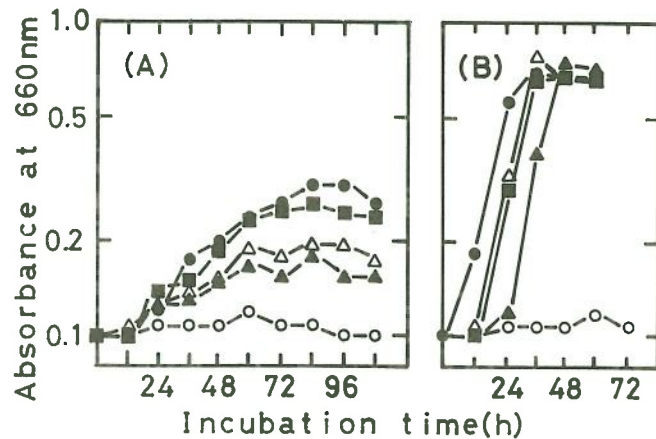 Absorbance at 660nm
1.0
0.5
0.2
0.1
(A)
(B)
24 48 72 96
24 48 72
Incubation time(h)